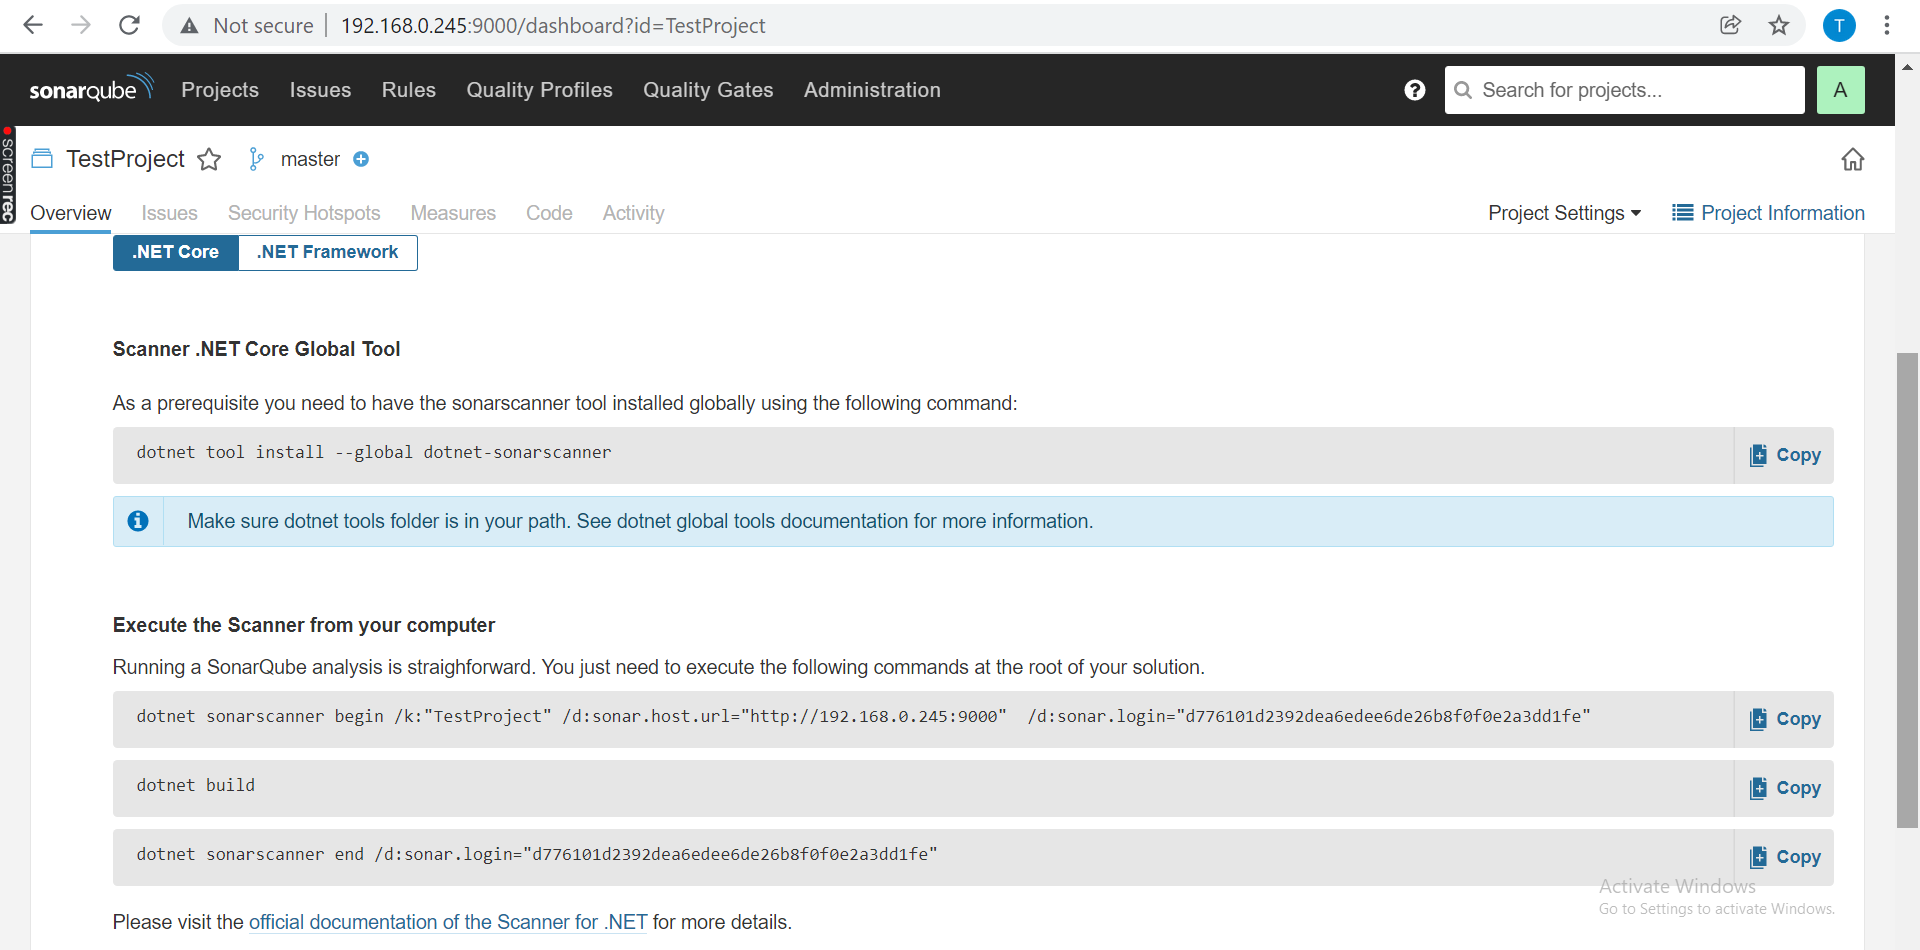 Not secure 192.168.0.245:9000/dashboard?id=TestProject T
sonarqube Projects Issues Rules Quality Profiles Quality Gates Administration ? Search for projects... A
screenrec
TestProject master
Overview Issues Security Hotspots Measures Code Activity Project Settings Project Information
.NET Core .NET Framework
Scanner .NET Core Global Tool
As a prerequisite you need to have the sonarscanner tool installed globally using the following command:
dotnet tool install --global dotnet-sonarscanner Copy
Make sure dotnet tools folder is in your path. See dotnet global tools documentation for more information.
Execute the Scanner from your computer
Running a SonarQube analysis is straighforward. You just need to execute the following commands at the root of your solution.
dotnet sonarscanner begin /k:"TestProject" /d:sonar.host.url="http://192.168.0.245:9000" /d:sonar.login="d776101d2392dea6edee6de26b8f0f0e2a3dd1fe" Copy
dotnet build Copy
dotnet sonarscanner end /d:sonar.login="d776101d2392dea6edee6de26b8f0f0e2a3dd1fe" Copy
Activate Windows
Go to Settings to activate Windows.
Please visit the official documentation of the Scanner for .NET for more details.